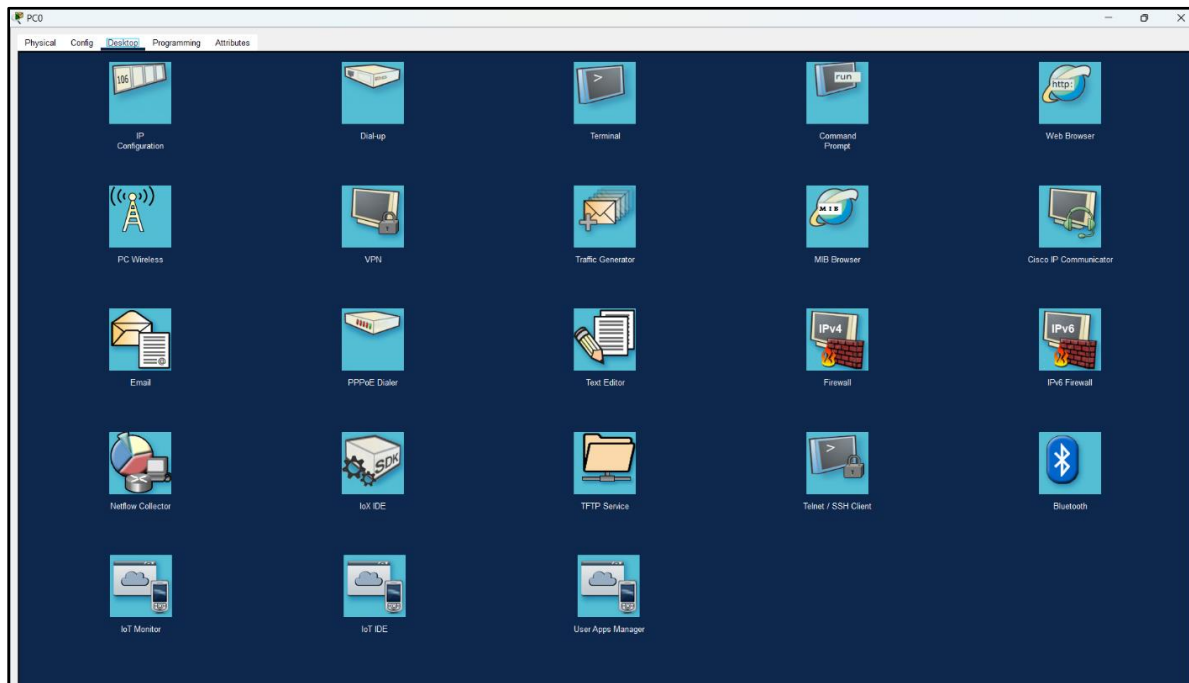 PC0
Physical Config Desktop Programming Attributes
106
run
http:
IP
Configuration
Dial-up
Terminal
Command
Prompt
Web Browser
MIB
PC Wireless
VPN
Traffic Generator
MIB Browser
Cisco IP Communicator
IPv4
IPv6
Email
PPPoE Dialer
Text Editor
Firewall
IPv6 Firewall
SDK
Netflow Collector
IoX IDE
TFTP Service
Telnet / SSH Client
Bluetooth
IoT Monitor
IoT IDE
User Apps Manager